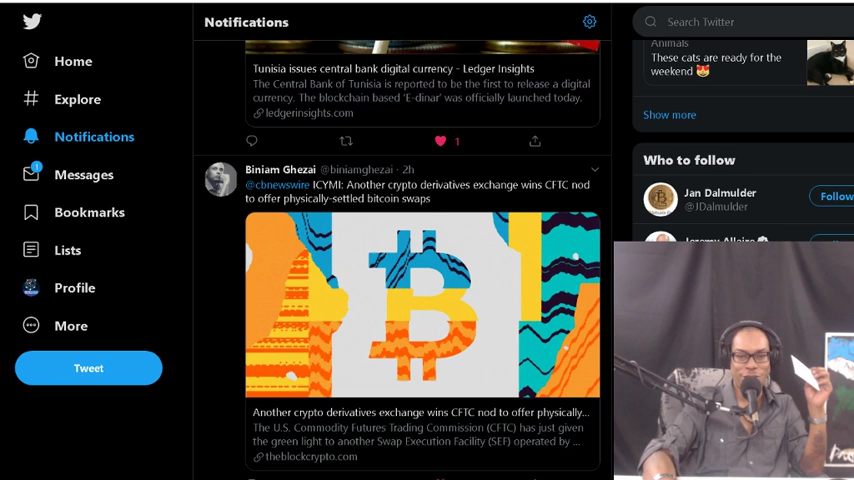 Home
Explore
Notifications
1
Messages
Bookmarks
Lists
Profile
More
Tweet
Notifications
Tunisia issues central bank digital currency - Ledger Insights
The Central Bank of Tunisia is reported to be the first to release a digital
currency. The blockchain based 'E-dinar' was officially launched today.
ledgerinsights.com
1
Biniam Ghezai @biniamghezai · 2h
@cbnewswire ICYMI: Another crypto derivatives exchange wins CFTC nod
to offer physically-settled bitcoin swaps
Another crypto derivatives exchange wins CFTC nod to offer physically...
The U.S. Commodity Futures Trading Commission (CFTC) has just given
the green light to another Swap Execution Facility (SEF) operated by ...
theblockcrypto.com
Search Twitter
Animals
These cats are ready for the
weekend 😻
Show more
Who to follow
Jan Dalmulder
@JDalmulder
Follow
Jeremy Allaire